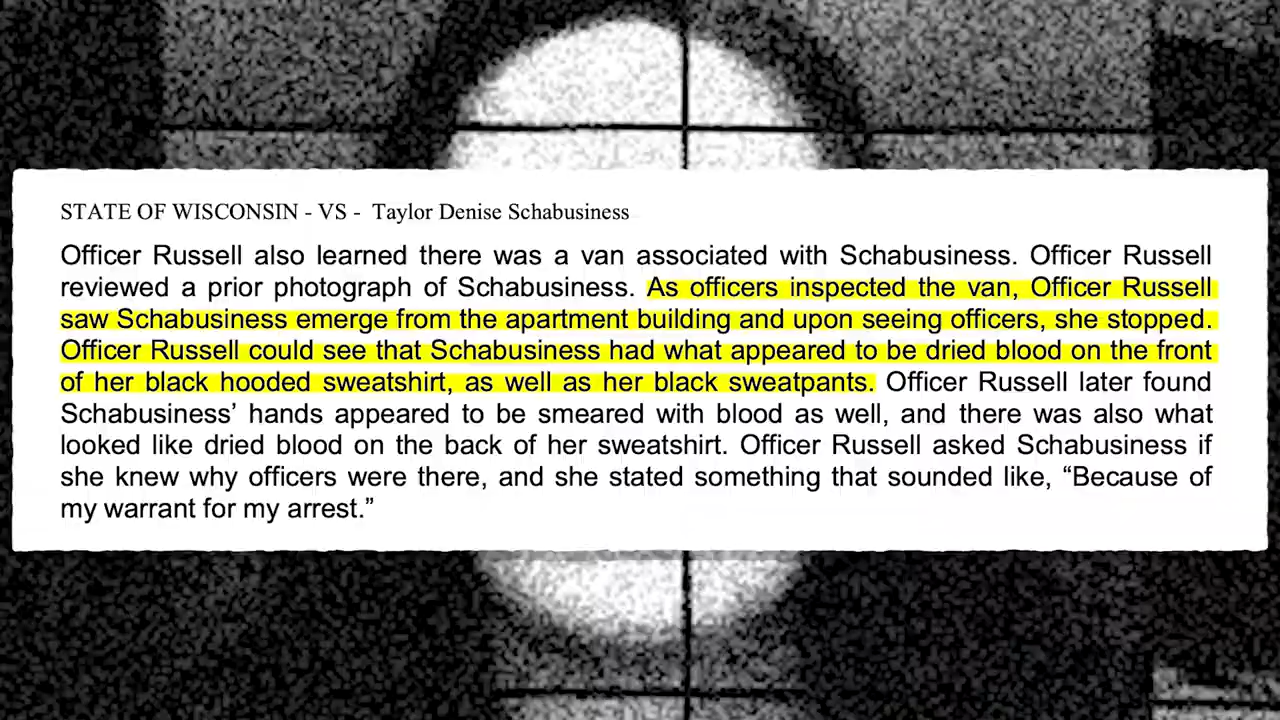 STATE OF WISCONSIN - VS - Taylor Denise Schabusiness
Officer Russell also learned there was a van associated with Schabusiness. Officer Russell
reviewed a prior photograph of Schabusiness. As officers inspected the van, Officer Russell
saw Schabusiness emerge from the apartment building and upon seeing officers, she stopped.
Officer Russell could see that Schabusiness had what appeared to be dried blood on the front
of her black hooded sweatshirt, as well as her black sweatpants. Officer Russell later found
Schabusiness’ hands appeared to be smeared with blood as well, and there was also what
looked like dried blood on the back of her sweatshirt. Officer Russell asked Schabusiness if
she knew why officers were there, and she stated something that sounded like, “Because of
my warrant for my arrest.”